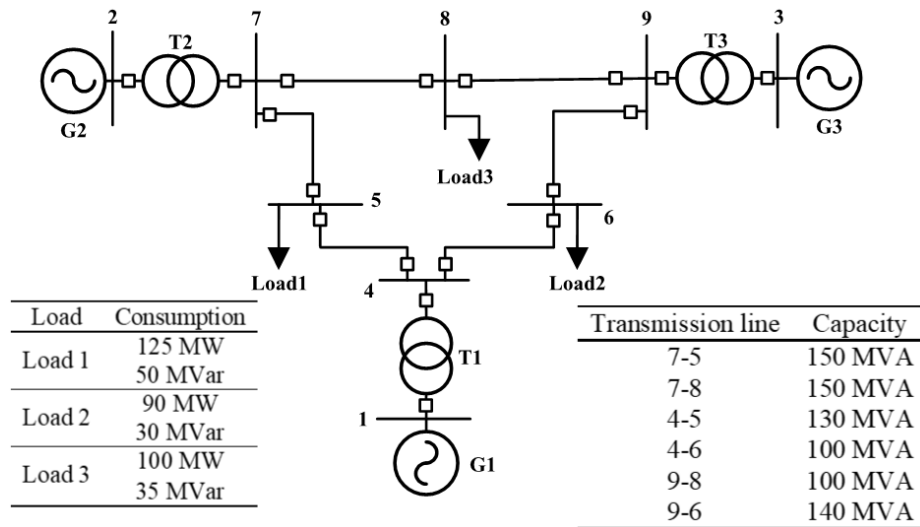 2
7
8
9
3
T2
T3
G2
G3
Load3
5
6
Load1
Load2
4
T1
1
G1
Load Consumption
Load 1 125 MW
50 MVar
Load 2 90 MW
30 MVar
Load 3 100 MW
35 MVar
Transmission line Capacity
7-5 150 MVA
7-8 150 MVA
4-5 130 MVA
4-6 100 MVA
9-8 100 MVA
9-6 140 MVA